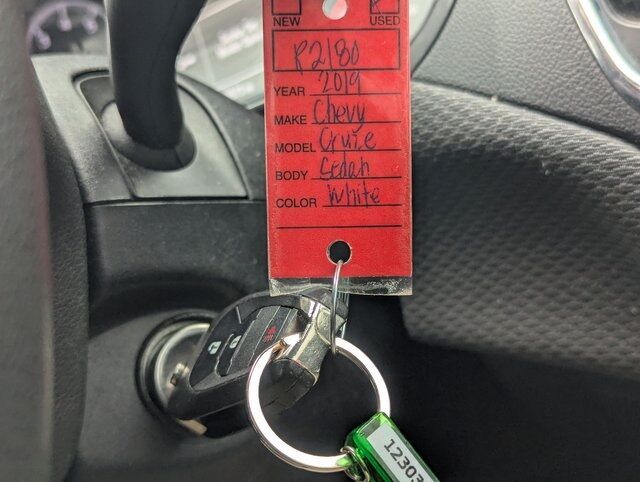 NEW USED
R2180
YEAR 2019
MAKE Chevy
MODEL Cruze
BODY Sedan
COLOR White
12303